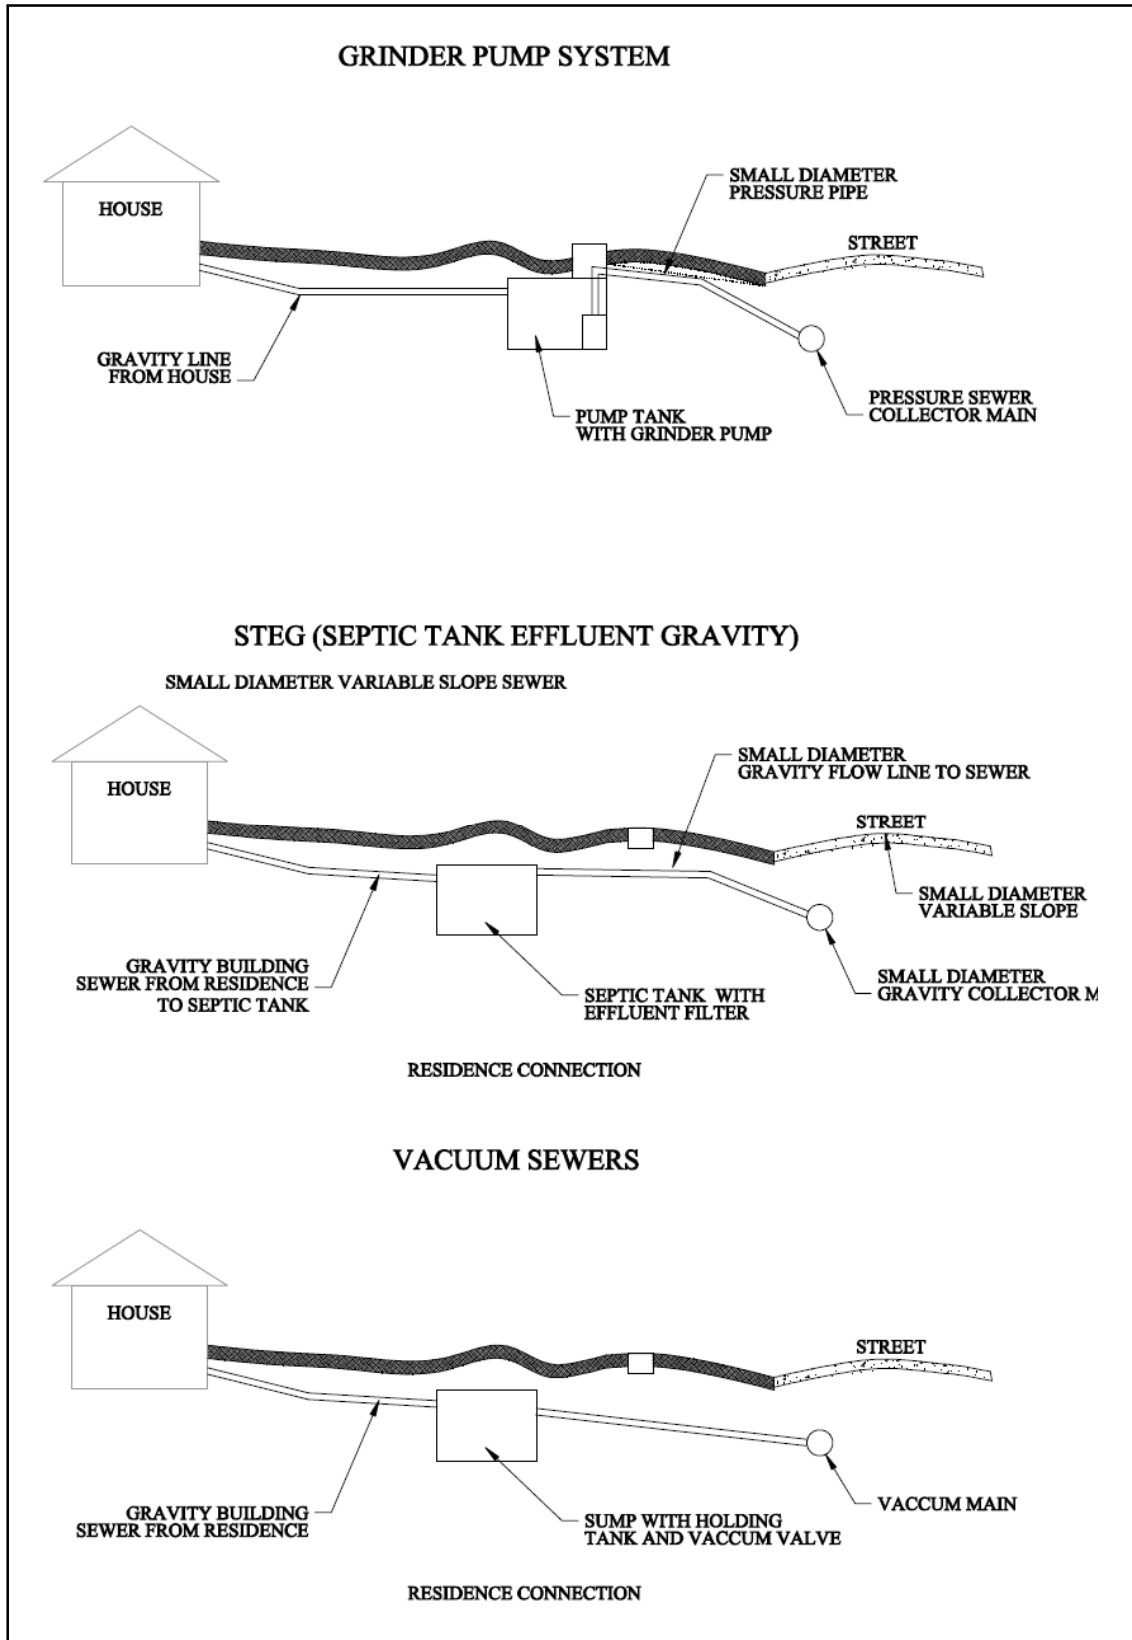 GRINDER PUMP SYSTEM
SMALL DIAMETER
PRESSURE PIPE
HOUSE
STREET
GRAVITY LINE
FROM HOUSE
PRESSURE SEWER
COLLECTOR MAIN
PUMP TANK
WITH GRINDER PUMP
STEG (SEPTIC TANK EFFLUENT GRAVITY)
SMALL DIAMETER VARIABLE SLOPE SEWER
SMALL DIAMETER
GRAVITY FLOW LINE TO SEWER
HOUSE
STREET
SMALL DIAMETER
VARIABLE SLOPE
GRAVITY BUILDING
SEWER FROM RESIDENCE
TO SEPTIC TANK
SEPTIC TANK WITH
EFFLUENT FILTER
SMALL DIAMETER
GRAVITY COLLECTOR M
RESIDENCE CONNECTION
VACUUM SEWERS
HOUSE
STREET
GRAVITY BUILDING
SEWER FROM RESIDENCE
SUMP WITH HOLDING
TANK AND VACCUM VALVE
VACCUM MAIN
RESIDENCE CONNECTION